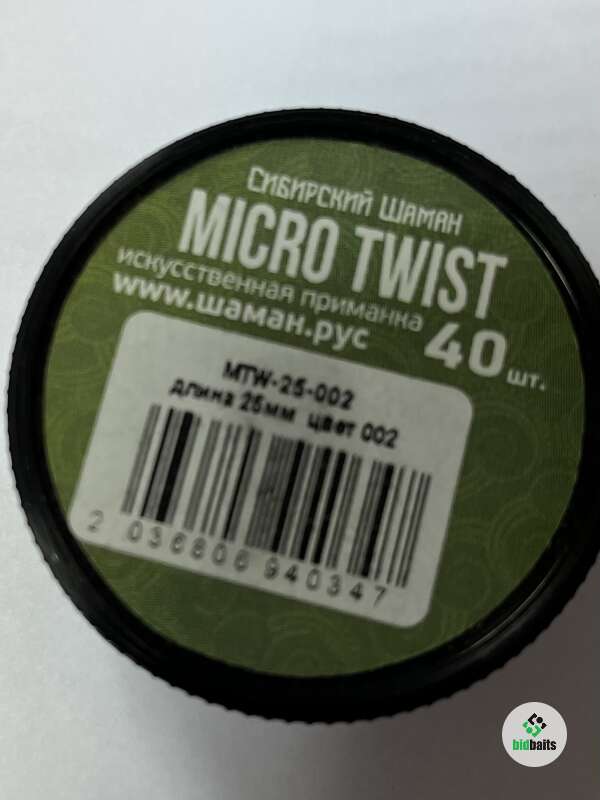 Сибирский Шаман
MICRO TWIST
искусственная приманка
www.шаман.рус
40 шт.
MTW-25-002
длина 25мм цвет 002
2 036806 940347
bidbaits